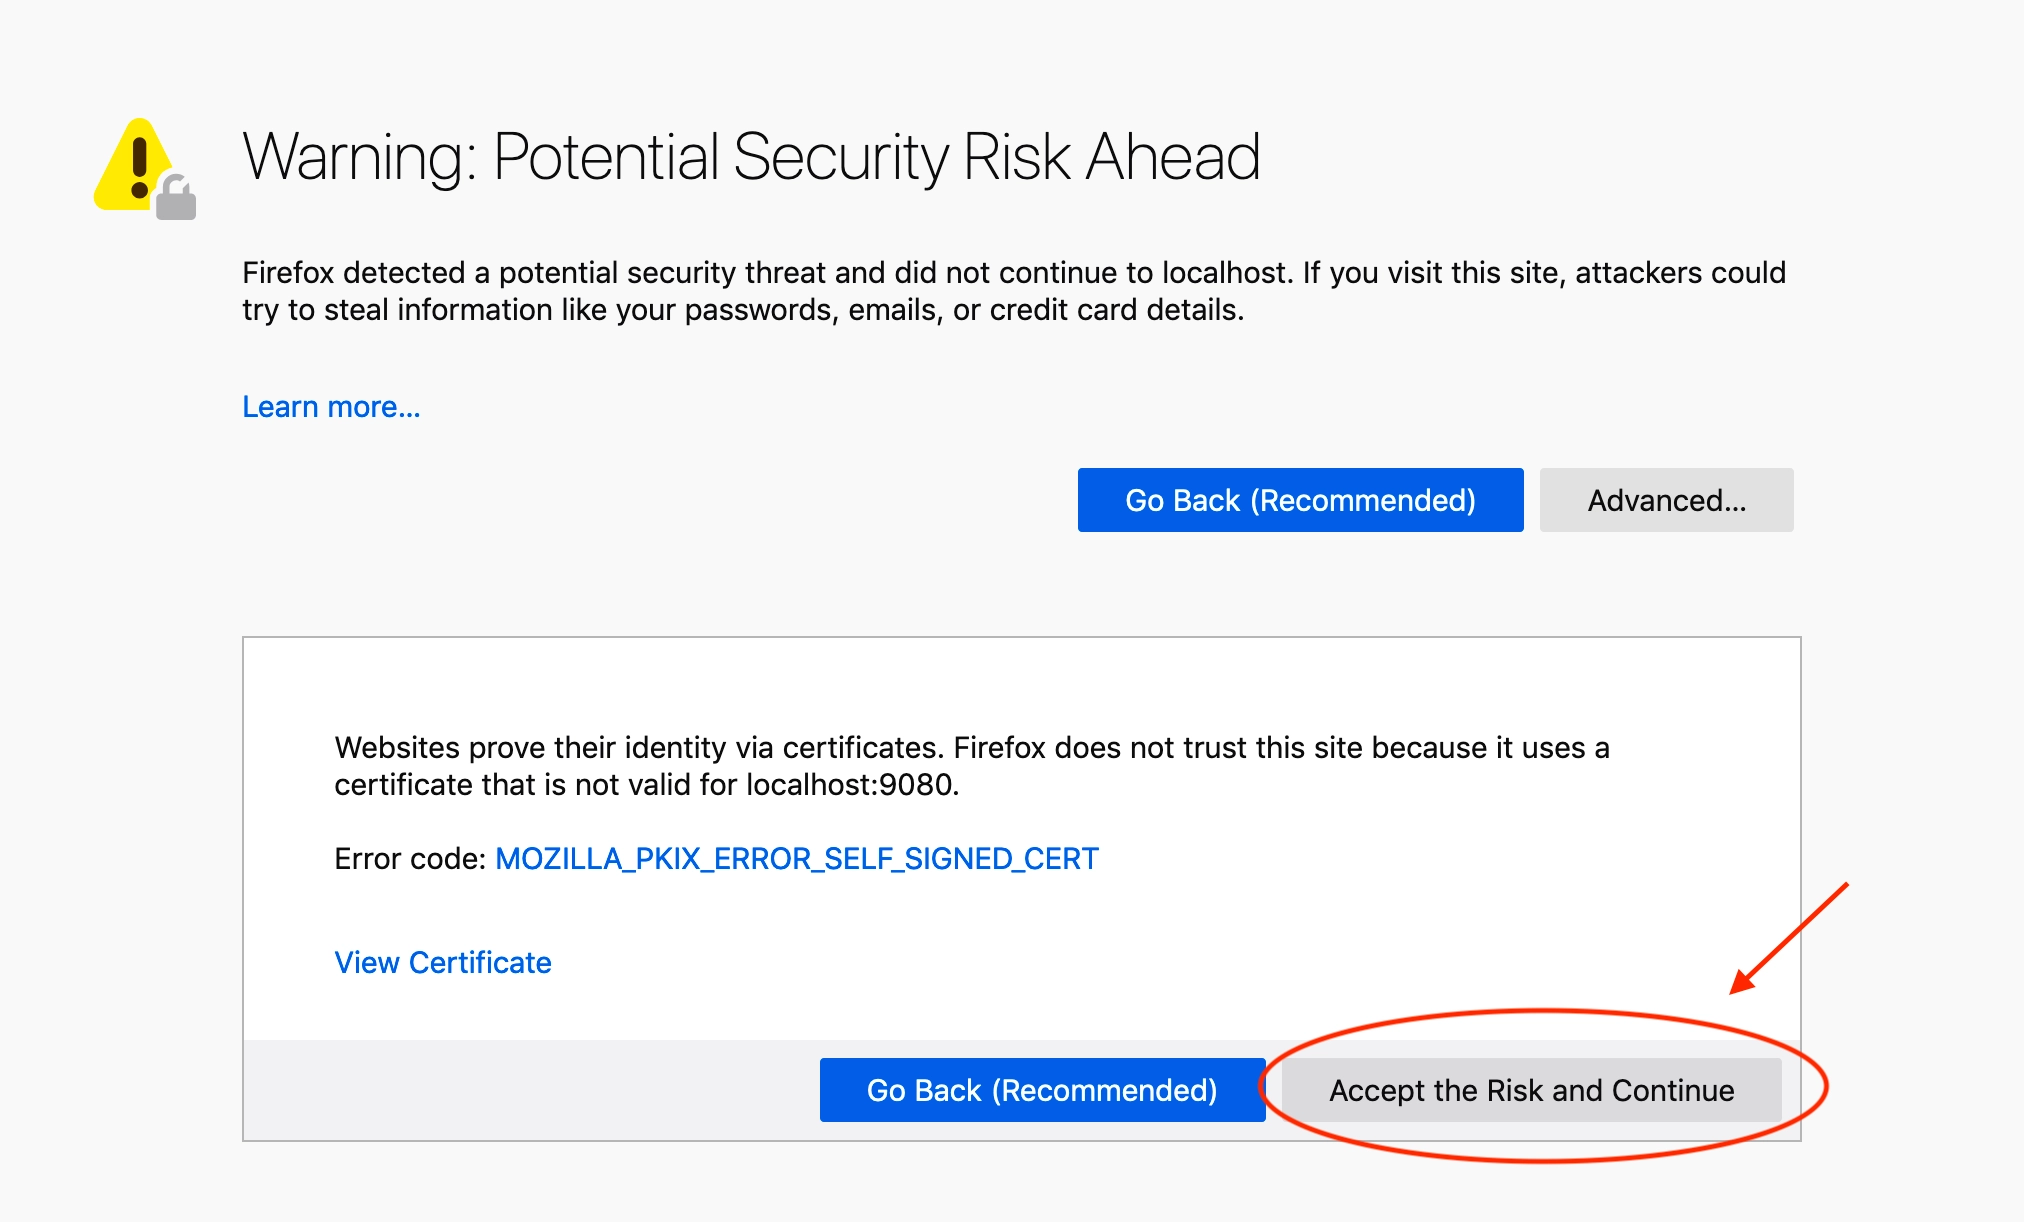 Warning: Potential Security Risk Ahead
Firefox detected a potential security threat and did not continue to localhost. If you visit this site, attackers could
try to steal information like your passwords, emails, or credit card details.
Learn more...
Go Back (Recommended)
Advanced...
Websites prove their identity via certificates. Firefox does not trust this site because it uses a
certificate that is not valid for localhost:9080.
Error code: MOZILLA_PKIX_ERROR_SELF_SIGNED_CERT
View Certificate
Go Back (Recommended)
Accept the Risk and Continue